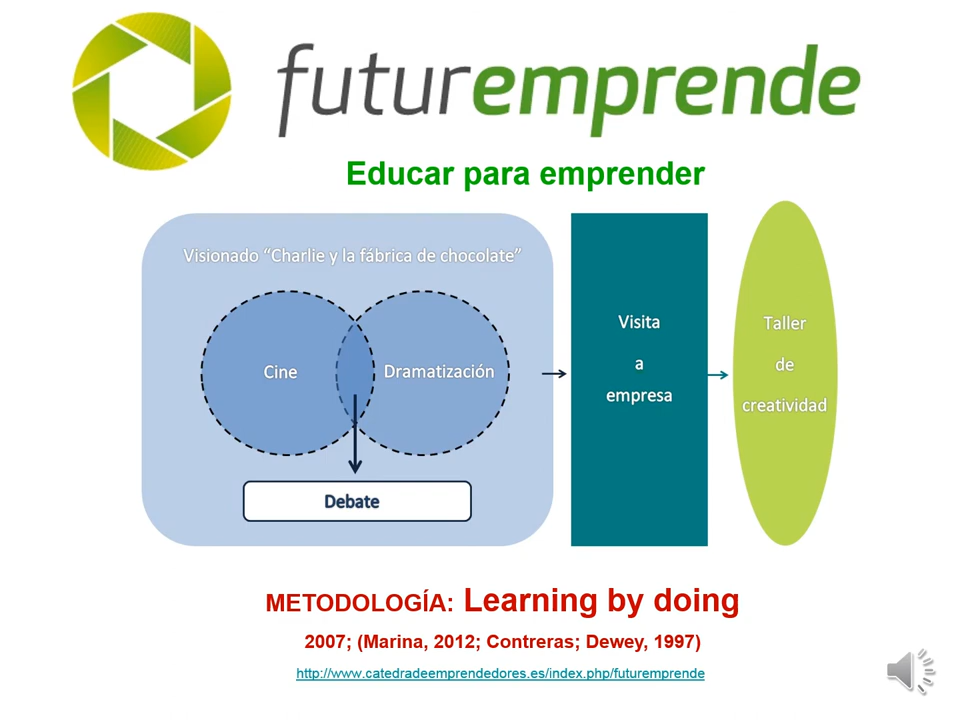 futuremprende
Educar para emprender
Visionado “Charlie y la fábrica de chocolate”
Cine
Dramatización
Debate
Visita
a
empresa
Taller
de
creatividad
METODOLOGÍA: Learning by doing
2007; (Marina, 2012; Contreras; Dewey, 1997)
http://www.catedradeemprendedores.es/index.php/futuremprende